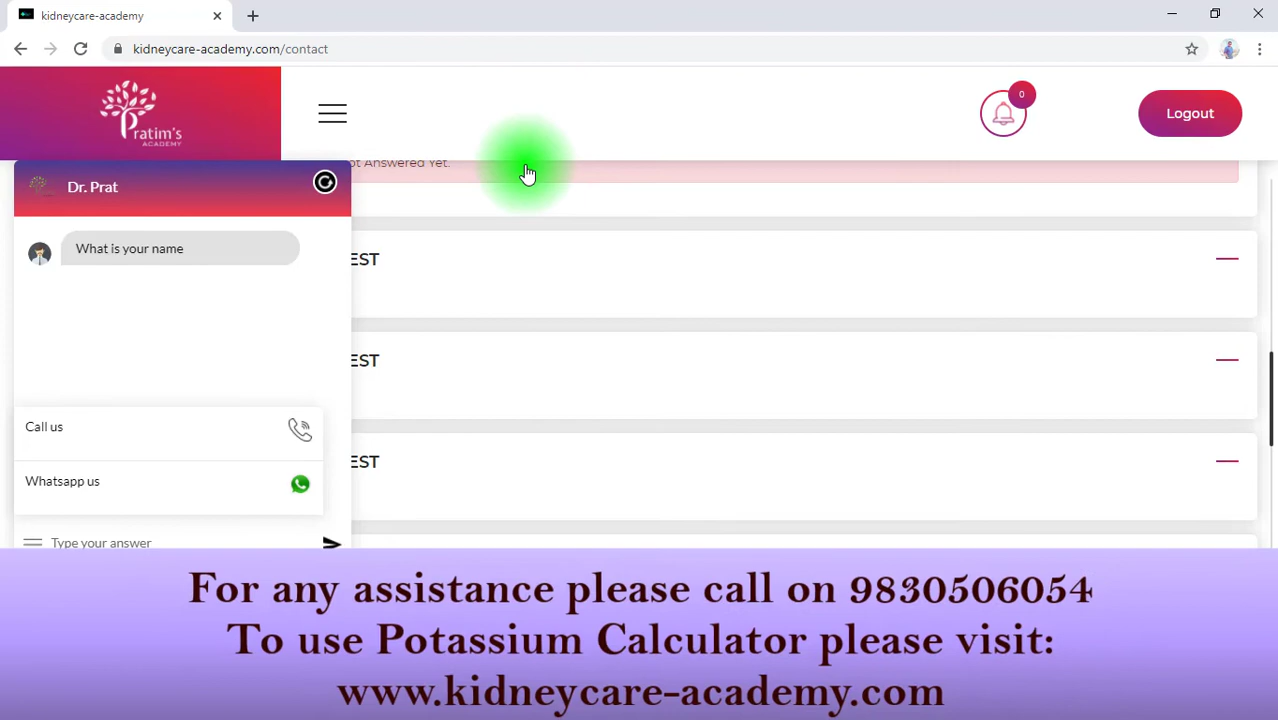 kidneycare-academy
kidneycare-academy.com/contact
Pratim's
ACADEMY
0
Logout
ot Answered Yet.
Dr. Prat
What is your name
EST
EST
EST
Call us
Whatsapp us
Type your answer
For any assistance please call on 9830506054
To use Potassium Calculator please visit:
www.kidneycare-academy.com